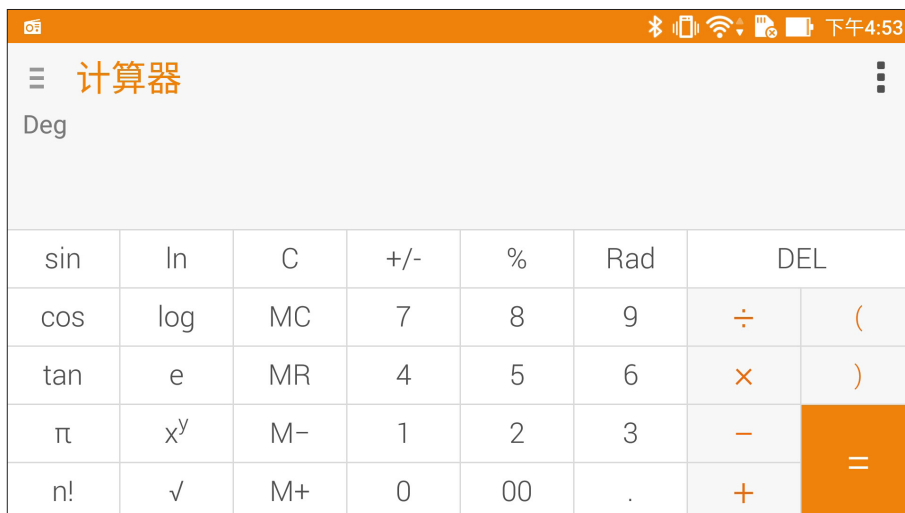 下午4:53
计算器
Deg
sin ln C +/- % Rad DEL
cos log MC 7 8 9 ÷ (
tan e MR 4 5 6 × )
π xʸ M− 1 2 3 −
n! √ M+ 0 00 . + =